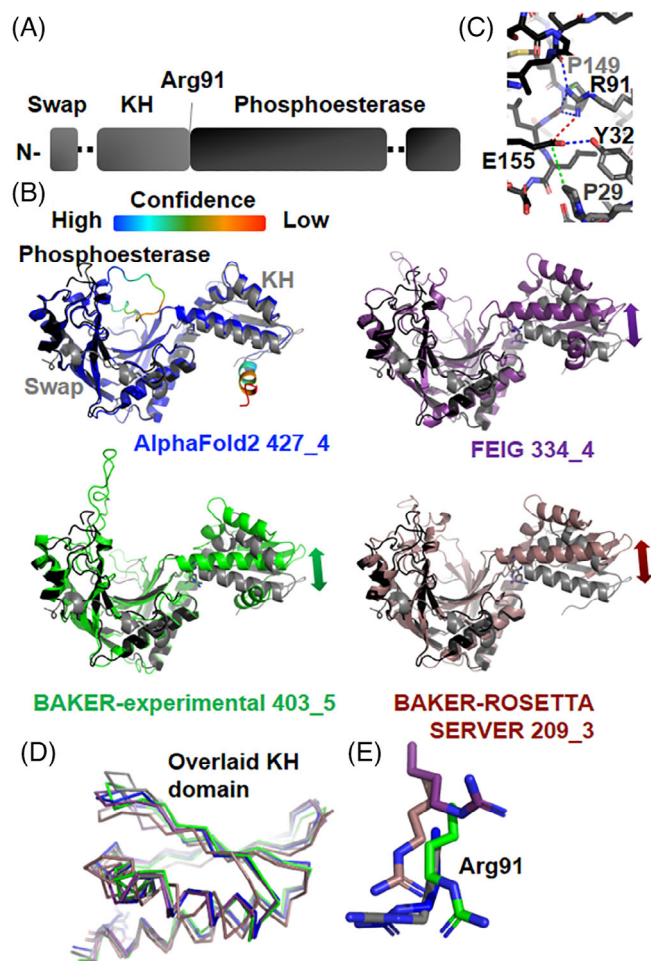 (A)
Arg91
Swap KH Phosphoesterase
N-
(C)
P149
R91
Y32
E155
P29
(B)
Confidence
High Low
Phosphoesterase
KH
Swap
AlphaFold2 427_4
FEIG 334_4
BAKER-experimental 403_5
BAKER-ROSETTA
SERVER 209_3
(D)
Overlaid KH
domain
(E)
Arg91